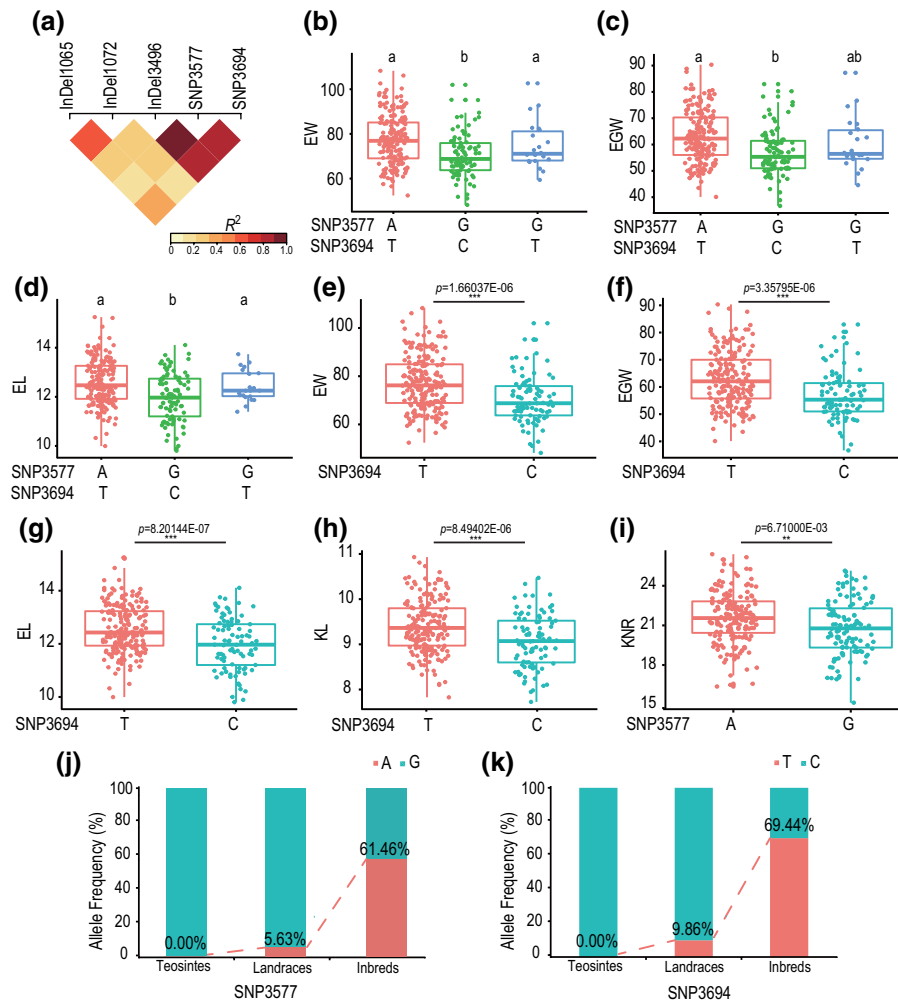 (a)
InDel1065
InDel1072
InDel3496
SNP3577
SNP3694
R²
0 0.2 0.4 0.6 0.8 1.0
(b)
EW
100
80
60
a b a
SNP3577 A G G
SNP3694 T C T
(c)
EGW
90
80
70
60
50
40
a b ab
SNP3577 A G G
SNP3694 T C T
(d)
EL
14
12
10
a b a
SNP3577 A G G
SNP3694 T C T
(e)
p=1.66037E-06
***
EW
100
80
60
SNP3694 T C
(f)
p=3.35795E-06
***
EGW
90
80
70
60
50
40
SNP3694 T C
(g)
p=8.20144E-07
***
EL
14
12
10
SNP3694 T C
(h)
p=8.49402E-06
***
KL
11
10
9
8
SNP3694 T C
(i)
p=6.71000E-03
**
KNR
24
21
18
15
SNP3577 A G
(j)
A G
Allele Frequency (%)
100
80
60
40
20
0
0.00%
5.63%
61.46%
Teosintes Landraces Inbreds
SNP3577
(k)
T C
Allele Frequency (%)
100
80
60
40
20
0
0.00%
9.86%
69.44%
Teosintes Landraces Inbreds
SNP3694